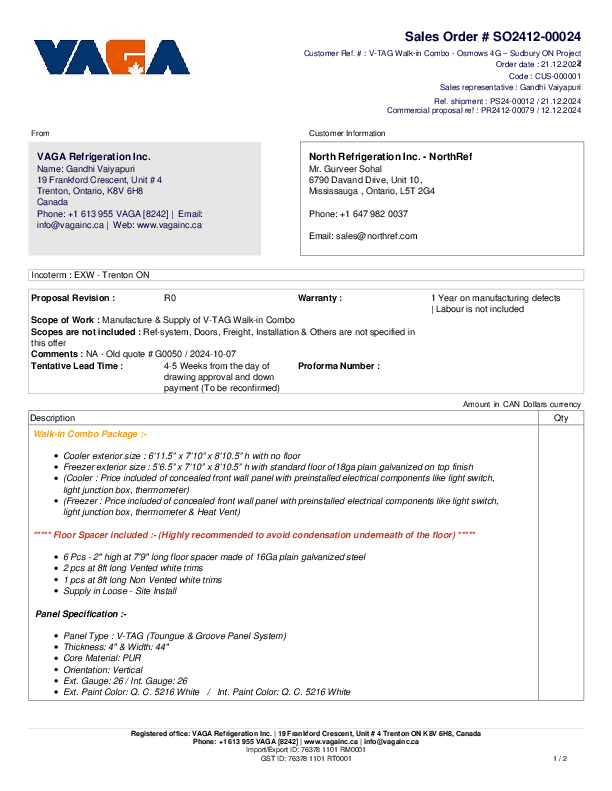 VAGA
Sales Order # SO2412-00024
Customer Ref. # : V-TAG Walk-in Combo - Osmows 4G – Sudbury ON Project
Order date : 21.12.2024
Code : CUS-000001
Sales representative : Gandhi Vaiyapuri
Ref. shipment : PS24-00012 / 21.12.2024
Commercial proposal ref : PR2412-00079 / 12.12.2024
From
Customer Information
VAGA Refrigeration Inc.
Name: Gandhi Vaiyapuri
19 Frankford Crescent, Unit # 4
Trenton, Ontario, K8V 6H8
Canada
Phone: +1 613 955 VAGA [8242] | Email:
info@vagainc.ca | Web: www.vagainc.ca
North Refrigeration Inc. - NorthRef
Mr. Gurveer Sohal
6790 Davand Drive, Unit 10,
Mississauga , Ontario, L5T 2G4
Phone: +1 647 982 0037
Email: sales@northref.com
Incoterm : EXW - Trenton ON
Proposal Revision : R0 Warranty : 1 Year on manufacturing defects
| Labour is not included
Scope of Work : Manufacture & Supply of V-TAG Walk-in Combo
Scopes are not included : Ref-system, Doors, Freight, Installation & Others are not specified in
this offer
Comments : NA - Old quote # G0050 / 2024-10-07
Tentative Lead Time : 4-5 Weeks from the day of Proforma Number :
drawing approval and down
payment (To be reconfirmed)
Amount in CAN Dollars currency
Description Qty
Walk-in Combo Package :-
• Cooler exterior size : 6'11.5" x 7'10" x 8'10.5' h with no floor
• Freezer exterior size : 5'6.5" x 7'10" x 8'10.5' h with standard floor of18ga plain galvanized on top finish
• (Cooler : Price included of concealed front wall panel with preinstalled electrical components like light switch,
light junction box, thermometer)
• (Freezer : Price included of concealed front wall panel with preinstalled electrical components like light switch,
light junction box, thermometer & Heat Vent)
***** Floor Spacer included :- (Highly recommended to avoid condensation underneath of the floor) *****
• 6 Pcs - 2" high at 7'9" long floor spacer made of 16Ga plain galvanized steel
• 2 pcs at 8ft long Vented white trims
• 1 pcs at 8ft long Non Vented white trims
• Supply in Loose - Site Install
Panel Specification :-
• Panel Type : V-TAG (Toungue & Groove Panel System)
• Thickness: 4" & Width: 44"
• Core Material: PUR
• Orientation: Vertical
• Ext. Gauge: 26 / Int. Gauge: 26
• Ext. Paint Color: Q. C. 5216 White / Int. Paint Color: Q. C. 5216 White
Registered office: VAGA Refrigeration Inc. | 19 Frankford Crescent, Unit # 4 Trenton ON K8V 6H8, Canada
Phone: +1 613 955 VAGA [8242] | www.vagainc.ca | info@vagainc.ca
Import/Export ID: 76378 1101 RM0001
GST ID: 76378 1101 RT0001
1 / 2